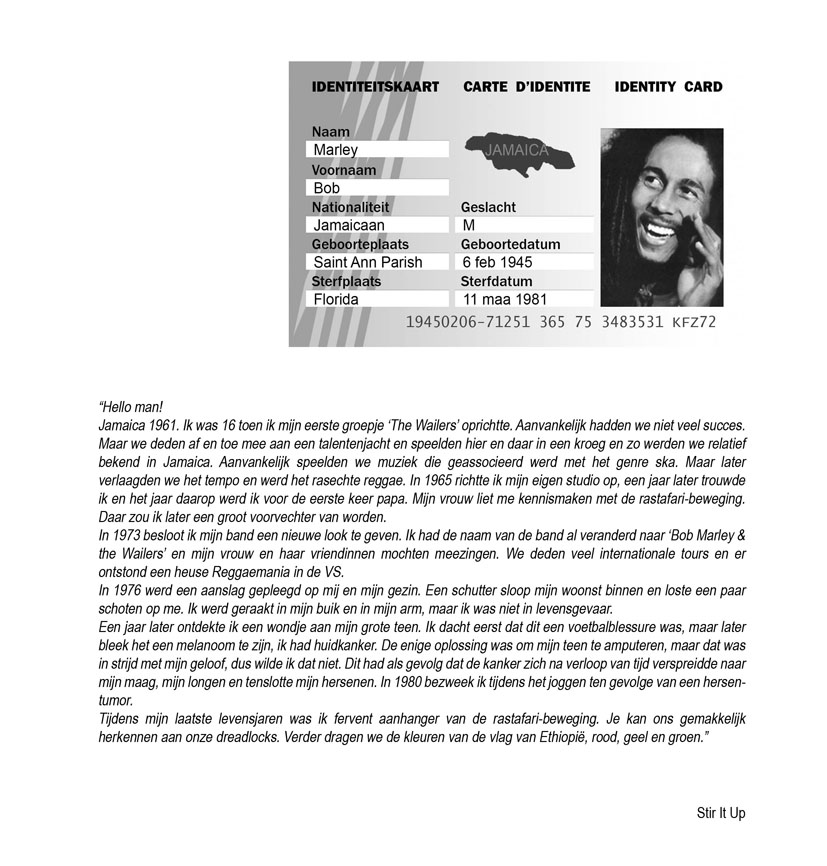 IDENTITEITSKAART CARTE D'IDENTITE IDENTITY CARD
Naam
Marley
JAMAICA
Voornaam
Bob
Nationaliteit Geslacht
Jamaicaan M
Geboorteplaats Geboortedatum
Saint Ann Parish 6 feb 1945
Sterfplaats Sterfdatum
Florida 11 maa 1981
19450206-71251 365 75 3483531 KFZ72
“Hello man!
Jamaica 1961. Ik was 16 toen ik mijn eerste groepje ‘The Wailers’ oprichtte. Aanvankelijk hadden we niet veel succes.
Maar we deden af en toe mee aan een talentenjacht en speelden hier en daar in een kroeg en zo werden we relatief
bekend in Jamaica. Aanvankelijk speelden we muziek die geassocieerd werd met het genre ska. Maar later
verlaagden we het tempo en werd het rasechte reggae. In 1965 richtte ik mijn eigen studio op, een jaar later trouwde
ik en het jaar daarop werd ik voor de eerste keer papa. Mijn vrouw liet me kennismaken met de rastafari-beweging.
Daar zou ik later een groot voorvechter van worden.
In 1973 besloot ik mijn band een nieuwe look te geven. Ik had de naam van de band al veranderd naar ‘Bob Marley &
the Wailers’ en mijn vrouw en haar vriendinnen mochten meezingen. We deden veel internationale tours en er
ontstond een heuse Reggaemania in de VS.
In 1976 werd een aanslag gepleegd op mij en mijn gezin. Een schutter sloop mijn woonst binnen en loste een paar
schoten op me. Ik werd geraakt in mijn buik en in mijn arm, maar ik was niet in levensgevaar.
Een jaar later ontdekte ik een wondje aan mijn grote teen. Ik dacht eerst dat dit een voetbalblessure was, maar later
bleek het een melanoom te zijn, ik had huidkanker. De enige oplossing was om mijn teen te amputeren, maar dat was
in strijd met mijn geloof, dus wilde ik dat niet. Dit had als gevolg dat de kanker zich na verloop van tijd verspreidde naar
mijn maag, mijn longen en tenslotte mijn hersenen. In 1980 bezweek ik tijdens het joggen ten gevolge van een hersen-
tumor.
Tijdens mijn laatste levensjaren was ik fervent aanhanger van de rastafari-beweging. Je kan ons gemakkelijk
herkennen aan onze dreadlocks. Verder dragen we de kleuren van de vlag van Ethiopië, rood, geel en groen.”
Stir It Up